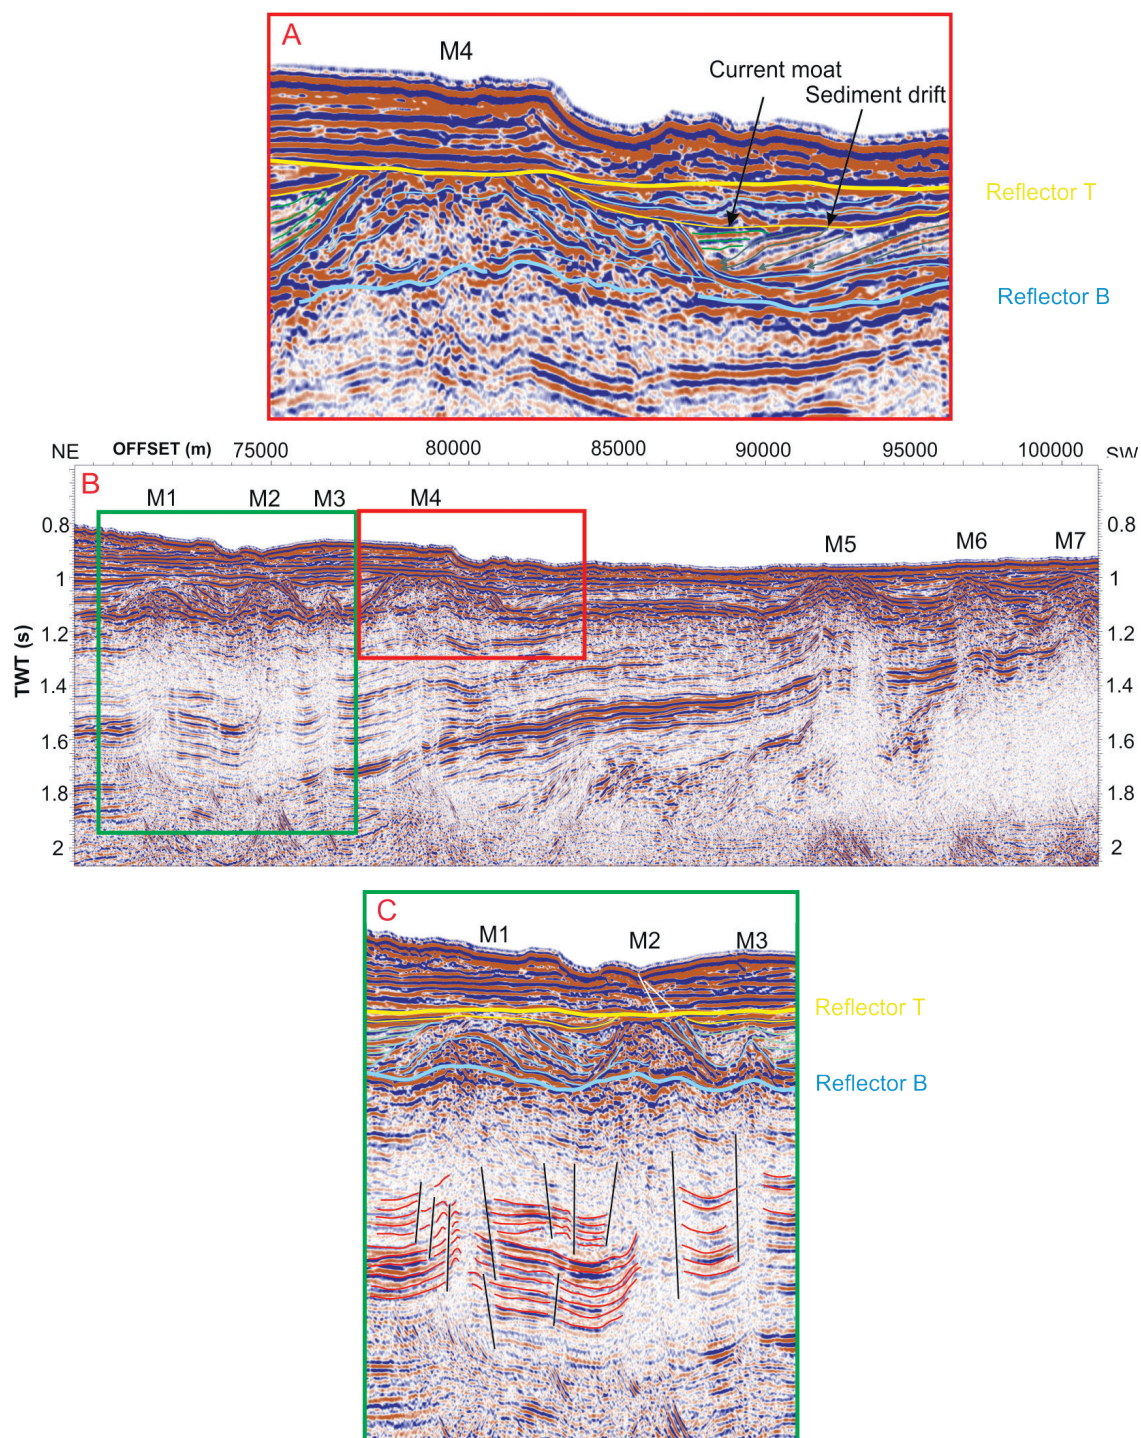 A
M4
Current moat
Sediment drift
Reflector T
Reflector B
NE OFFSET (m) 75000 80000 85000 90000 95000 100000 SW
B
M1 M2 M3 M4 M5 M6 M7
TWT (s)
0.8 0.8
1 1
1.2 1.2
1.4 1.4
1.6 1.6
1.8 1.8
2 2
C
M1 M2 M3
Reflector T
Reflector B